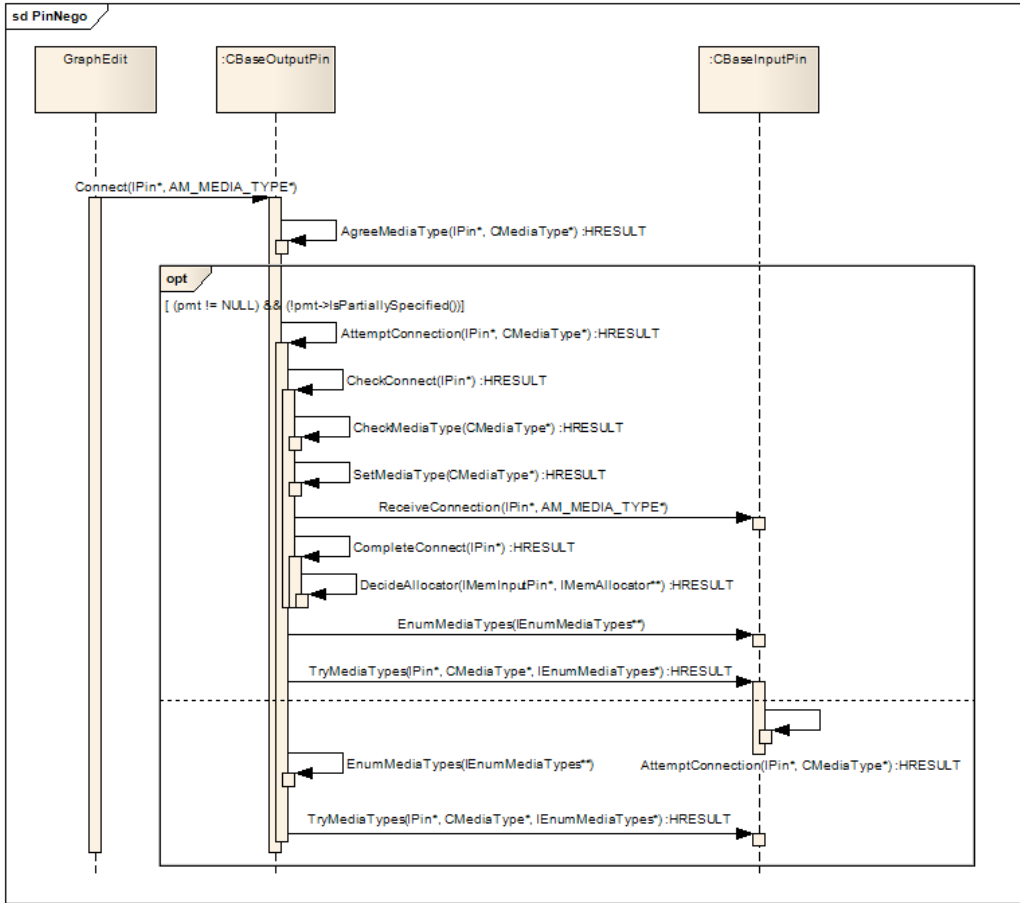 sd PinNego
GraphEdit
:CBaseOutputPin
:CBaseInputPin
Connect(IPin*, AM_MEDIA_TYPE*)
AgreeMediaType(IPin*, CMediaType*) :HRESULT
opt
[ (pmt != NULL) && (!pmt->IsPartiallySpecified())]
AttemptConnection(IPin*, CMediaType*) :HRESULT
CheckConnect(IPin*) :HRESULT
CheckMediaType(CMediaType*) :HRESULT
SetMediaType(CMediaType*) :HRESULT
ReceiveConnection(IPin*, AM_MEDIA_TYPE*)
CompleteConnect(IPin*) :HRESULT
DecideAllocator(IMemInputPin*, IMemAllocator**) :HRESULT
EnumMediaTypes(IEnumMediaTypes**)
TryMediaTypes(IPin*, CMediaType*, IEnumMediaTypes*) :HRESULT
EnumMediaTypes(IEnumMediaTypes**)
AttemptConnection(IPin*, CMediaType*) :HRESULT
TryMediaTypes(IPin*, CMediaType*, IEnumMediaTypes*) :HRESULT